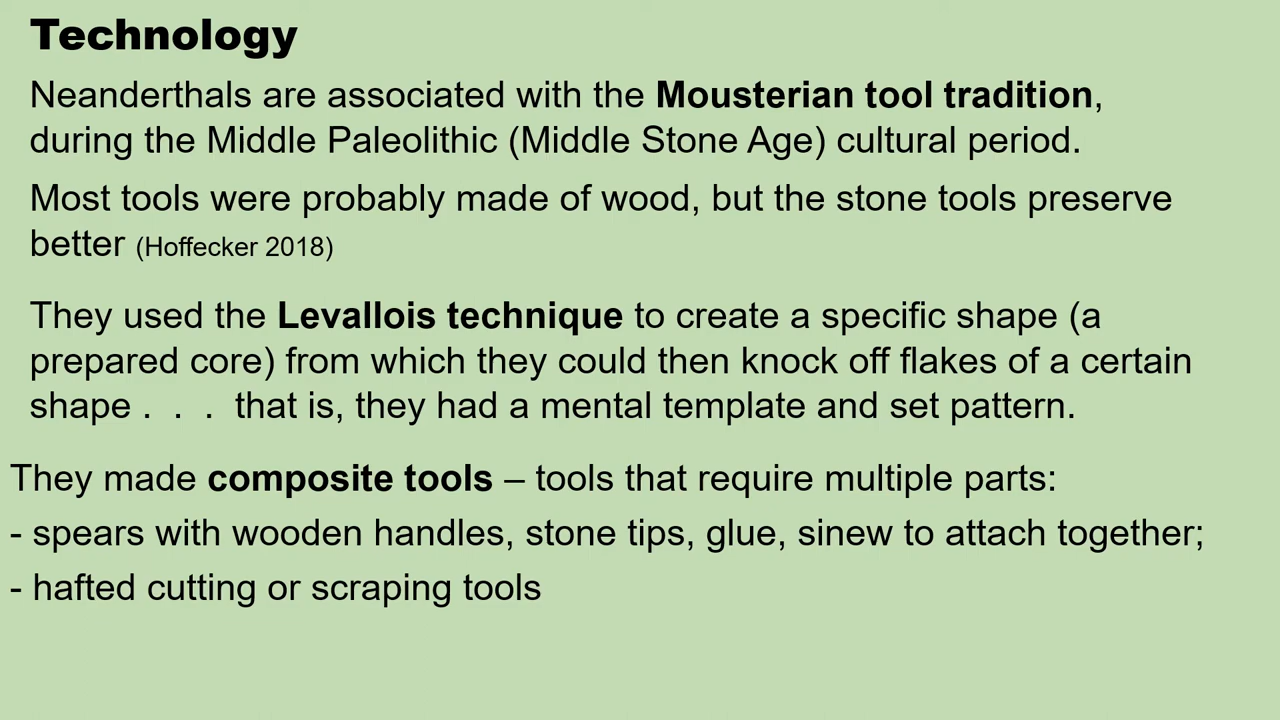 Technology
Neanderthals are associated with the Mousterian tool tradition,
during the Middle Paleolithic (Middle Stone Age) cultural period.
Most tools were probably made of wood, but the stone tools preserve
better (Hoffecker 2018)
They used the Levallois technique to create a specific shape (a
prepared core) from which they could then knock off flakes of a certain
shape . . . that is, they had a mental template and set pattern.
They made composite tools – tools that require multiple parts:
- spears with wooden handles, stone tips, glue, sinew to attach together;
- hafted cutting or scraping tools